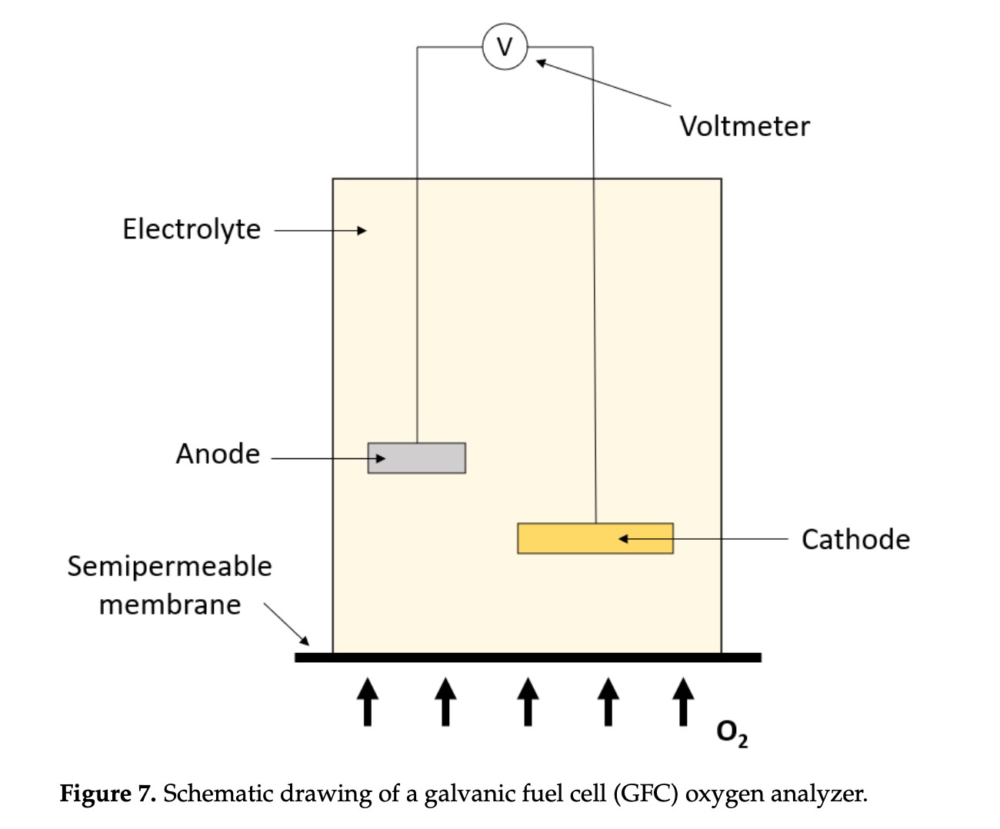 V
Voltmeter
Electrolyte
Anode
Cathode
Semipermeable
membrane
O₂
Figure 7. Schematic drawing of a galvanic fuel cell (GFC) oxygen analyzer.